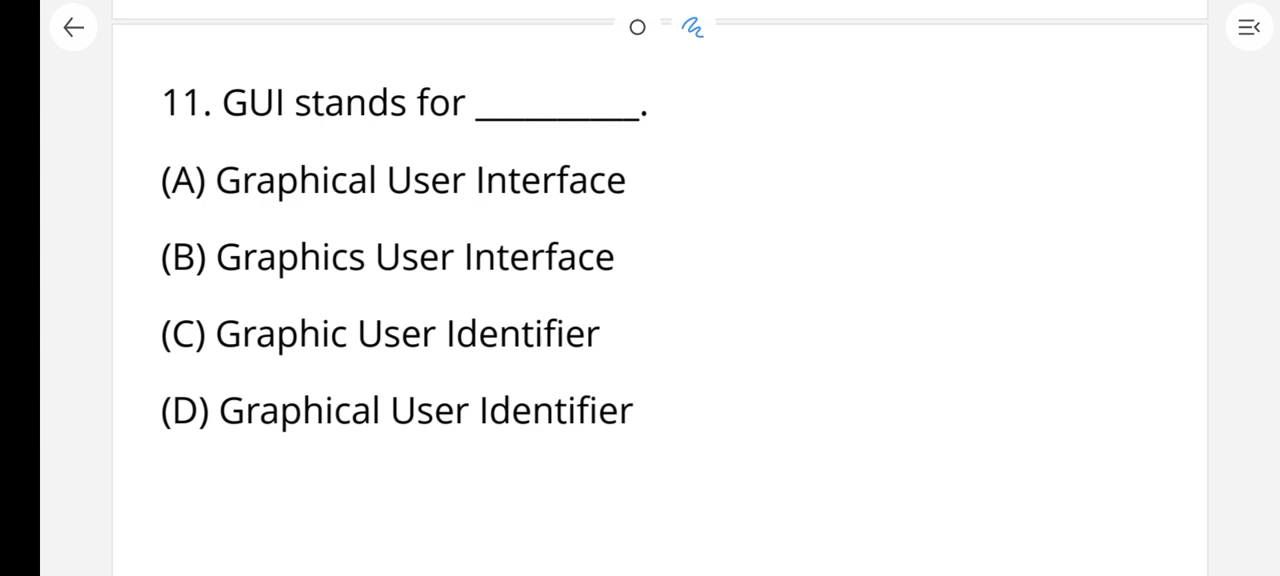 11. GUI stands for __________.
(A) Graphical User Interface
(B) Graphics User Interface
(C) Graphic User Identifier
(D) Graphical User Identifier